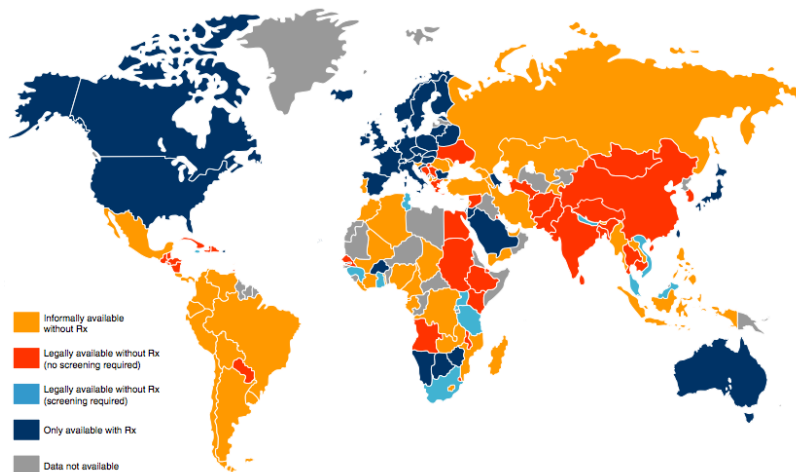 Informally available
without Rx
Legally available without Rx
(no screening required)
Legally available without Rx
(screening required)
Only available with Rx
Data not available